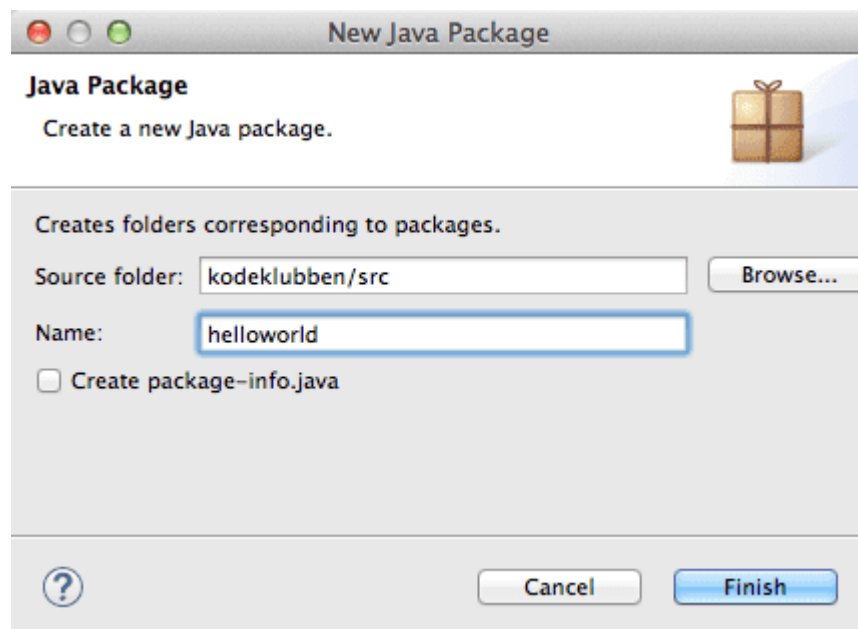 New Java Package
Java Package
Create a new Java package.
Creates folders corresponding to packages.
Source folder: kodeklubben/src Browse...
Name: helloworld
Create package-info.java
? Cancel Finish